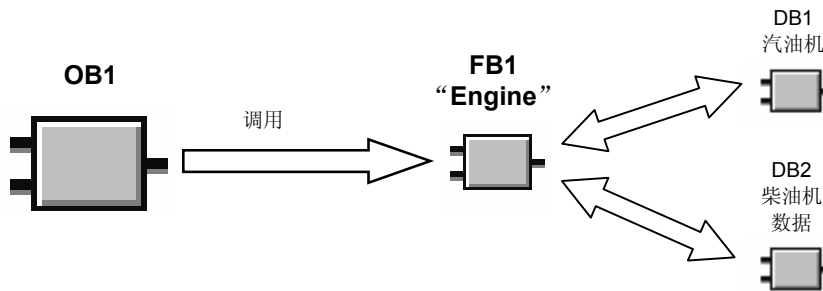 OB1
调用
FB1
“Engine”
DB1
汽油机
DB2
柴油机
数据